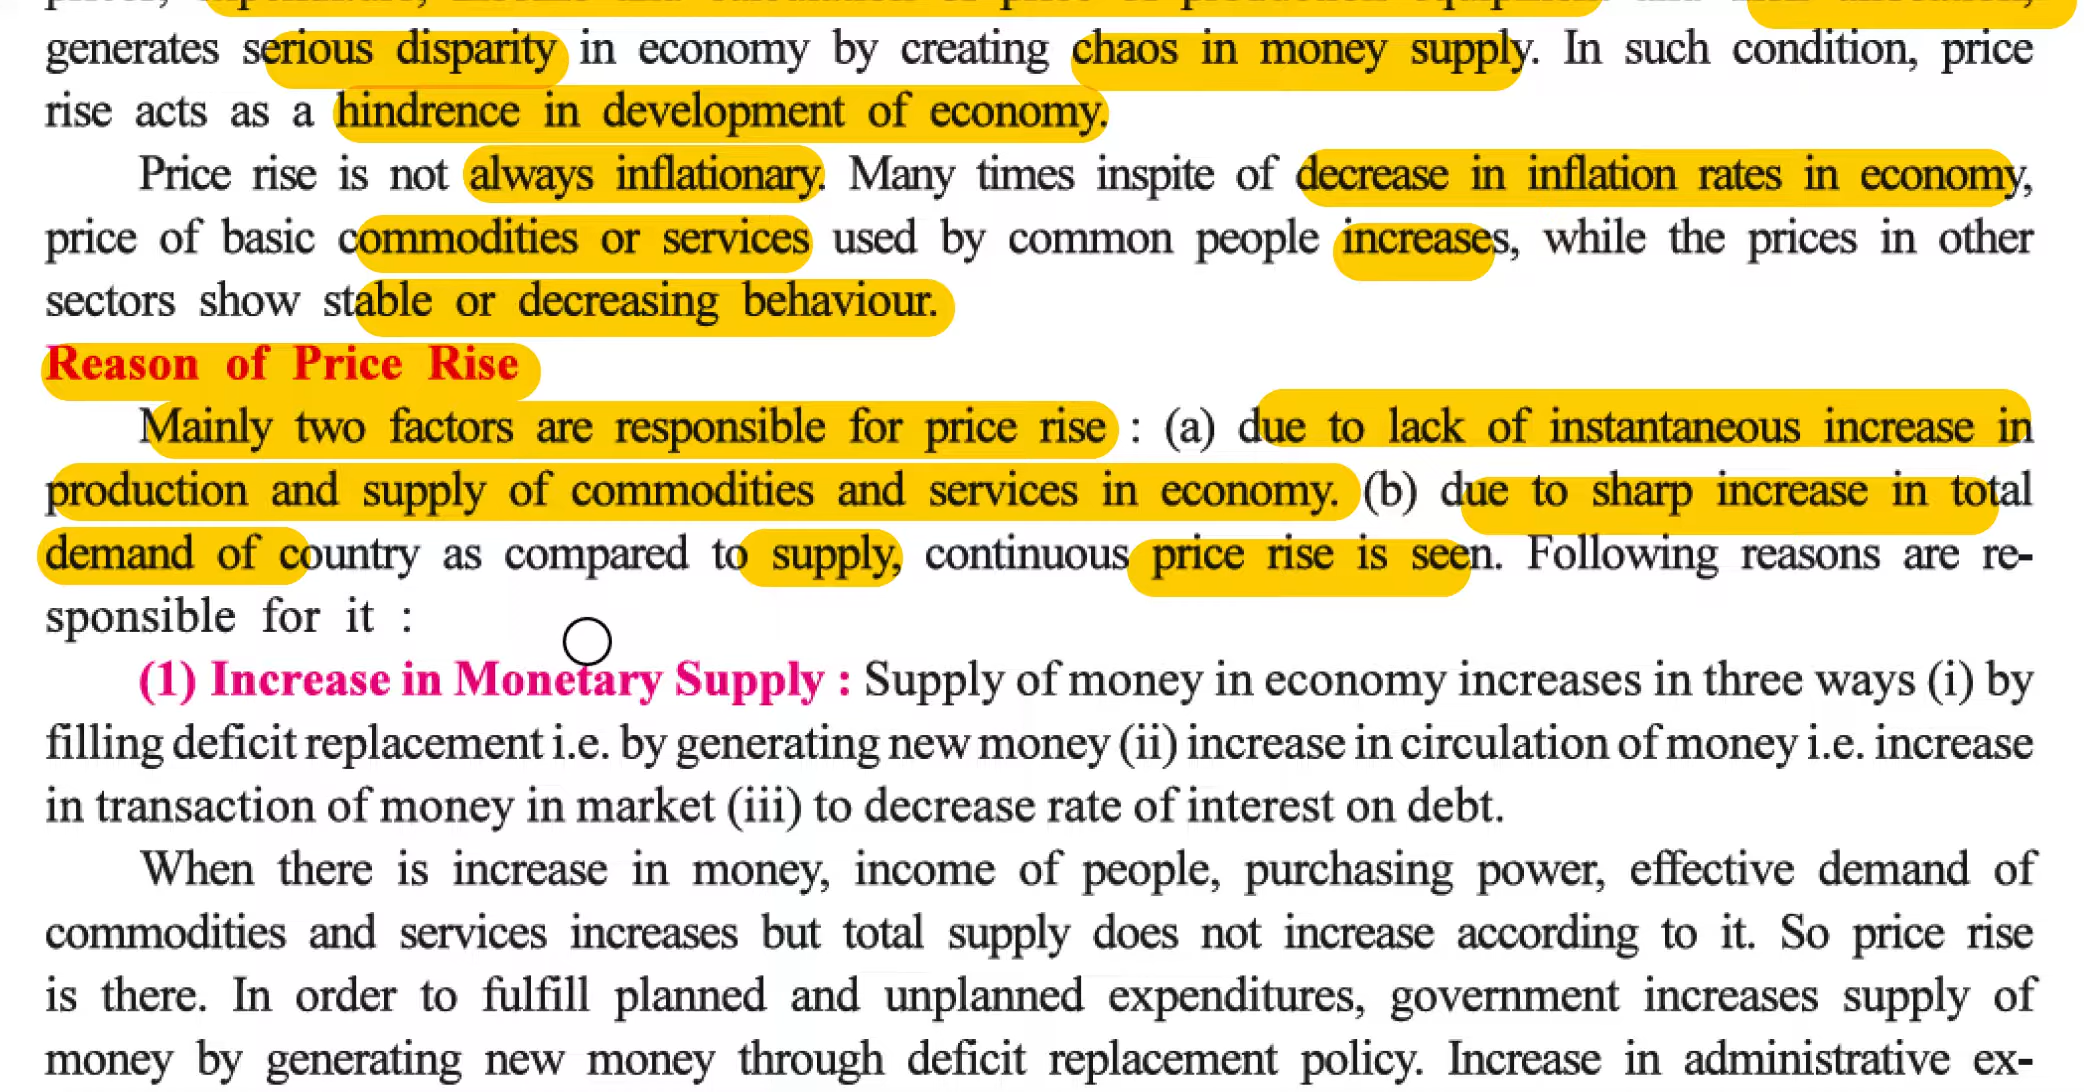 generates serious disparity in economy by creating chaos in money supply. In such condition, price
rise acts as a hindrence in development of economy.
Price rise is not always inflationary. Many times inspite of decrease in inflation rates in economy,
price of basic commodities or services used by common people increases, while the prices in other
sectors show stable or decreasing behaviour.
Reason of Price Rise
Mainly two factors are responsible for price rise : (a) due to lack of instantaneous increase in
production and supply of commodities and services in economy. (b) due to sharp increase in total
demand of country as compared to supply, continuous price rise is seen. Following reasons are re-
sponsible for it :
(1) Increase in Monetary Supply : Supply of money in economy increases in three ways (i) by
filling deficit replacement i.e. by generating new money (ii) increase in circulation of money i.e. increase
in transaction of money in market (iii) to decrease rate of interest on debt.
When there is increase in money, income of people, purchasing power, effective demand of
commodities and services increases but total supply does not increase according to it. So price rise
is there. In order to fulfill planned and unplanned expenditures, government increases supply of
money by generating new money through deficit replacement policy. Increase in administrative ex-